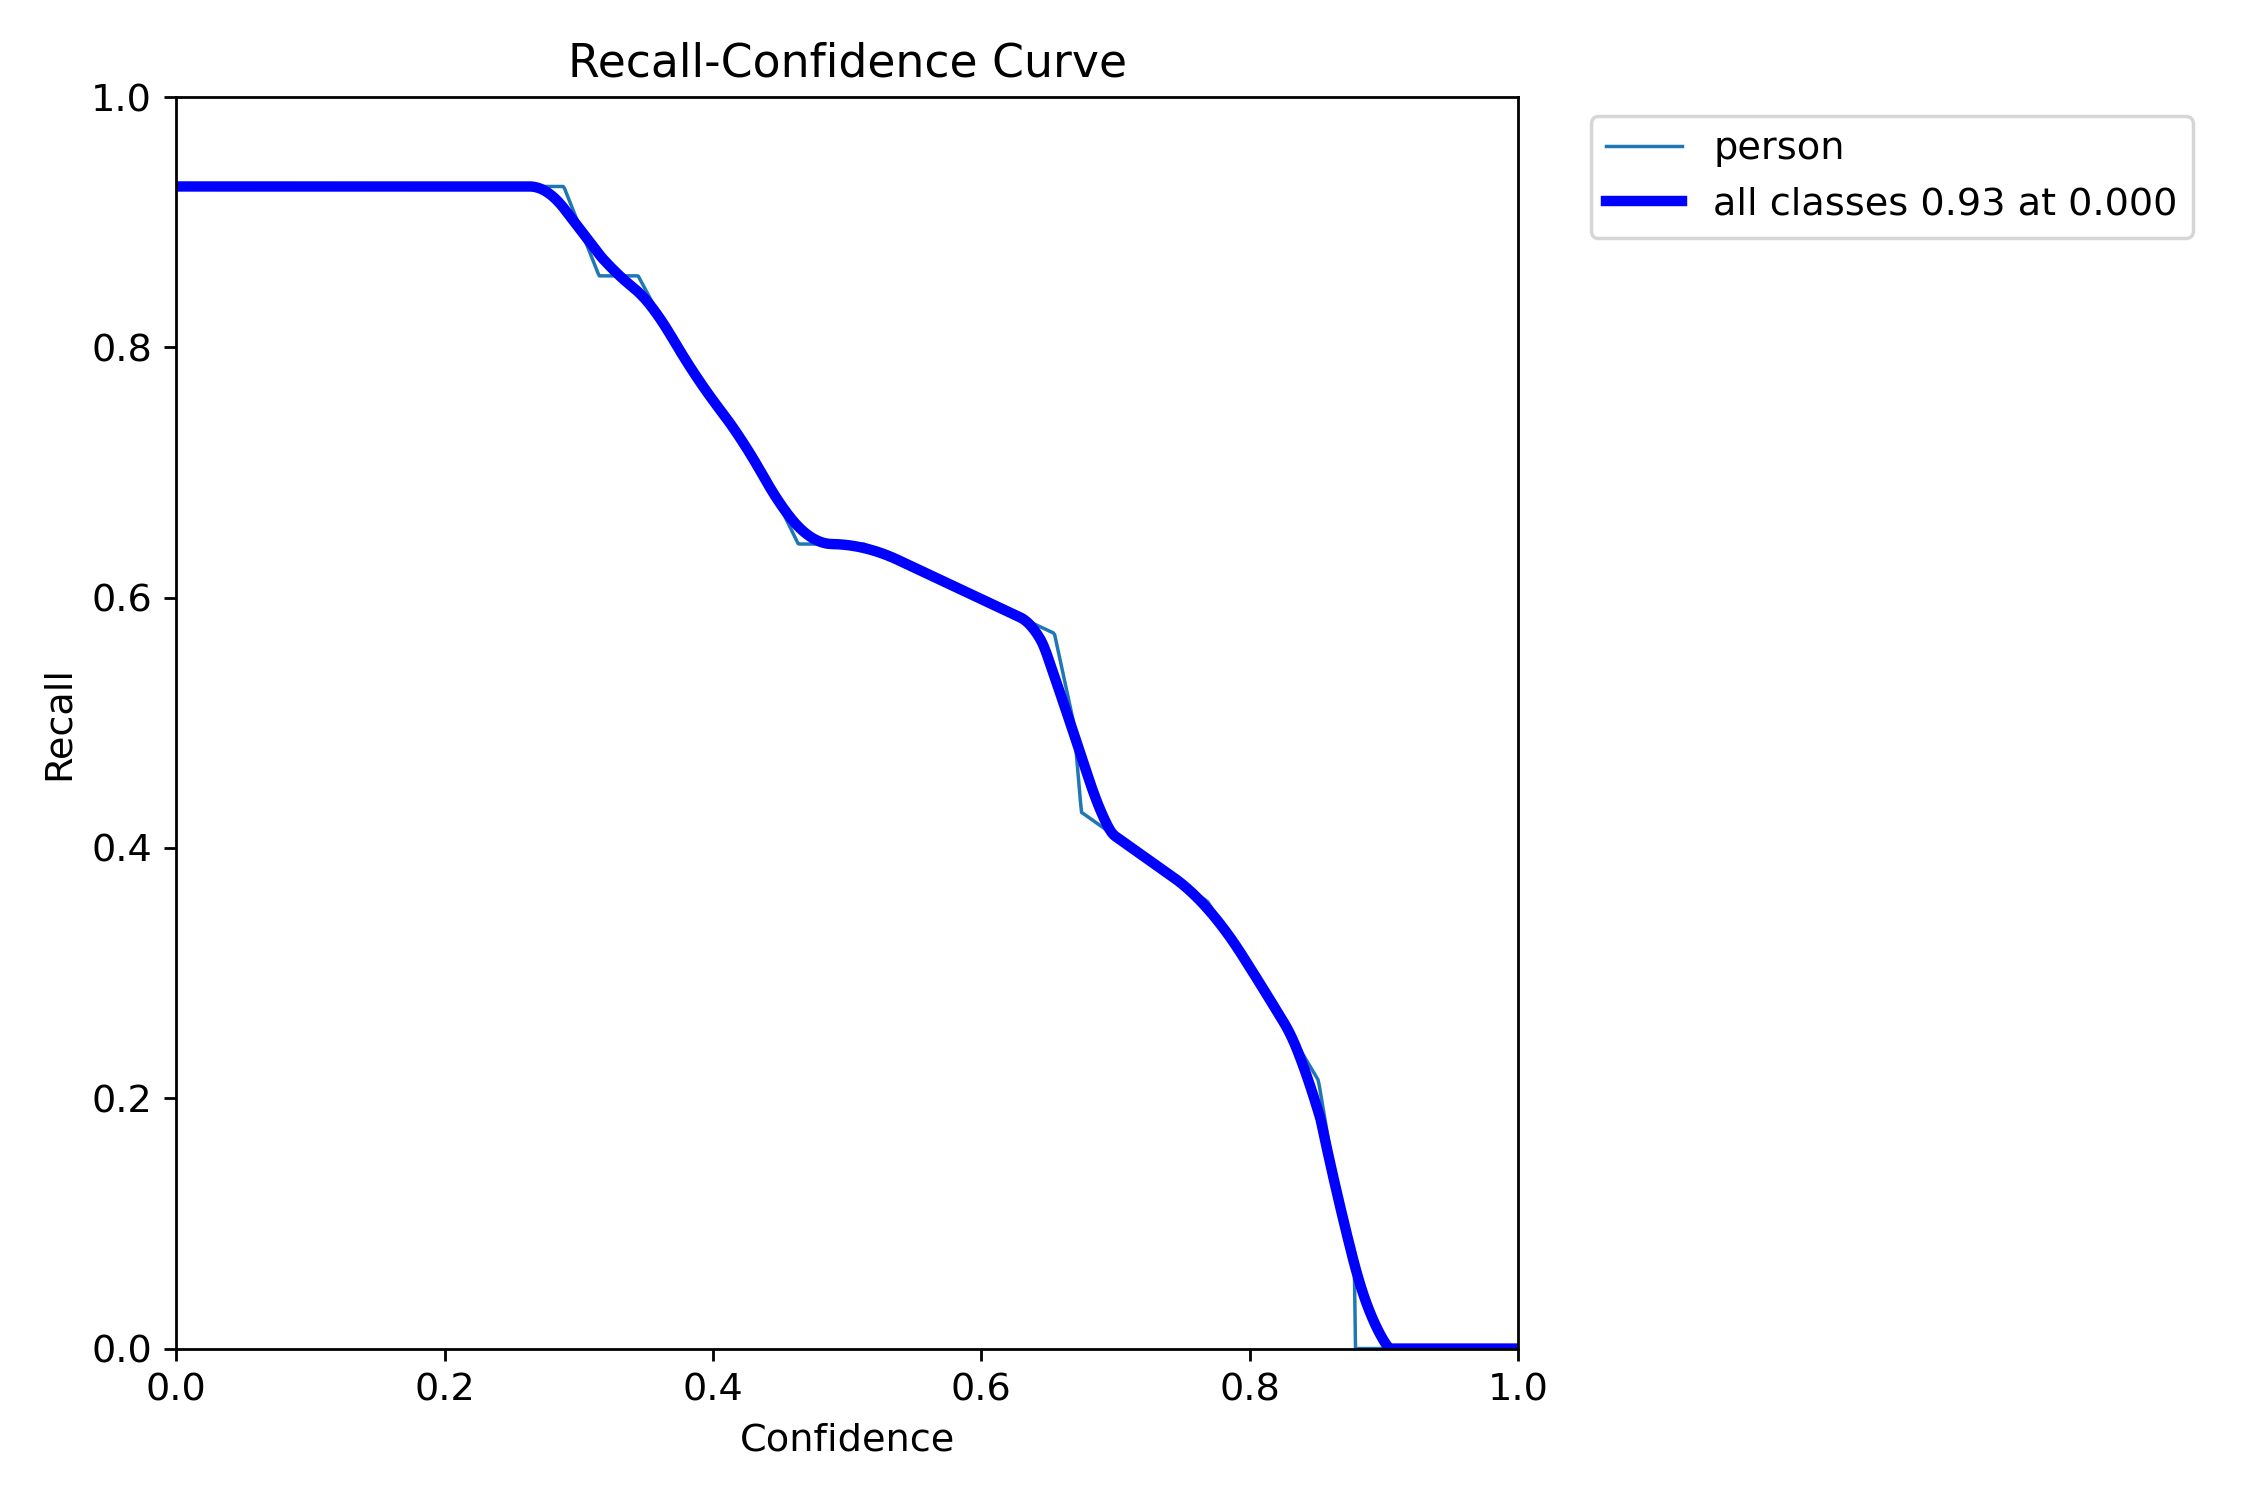 Recall-Confidence Curve
1.0
0.8
0.6
0.4
0.2
0.0
Recall
0.0 0.2 0.4 0.6 0.8 1.0
Confidence
person
all classes 0.93 at 0.000